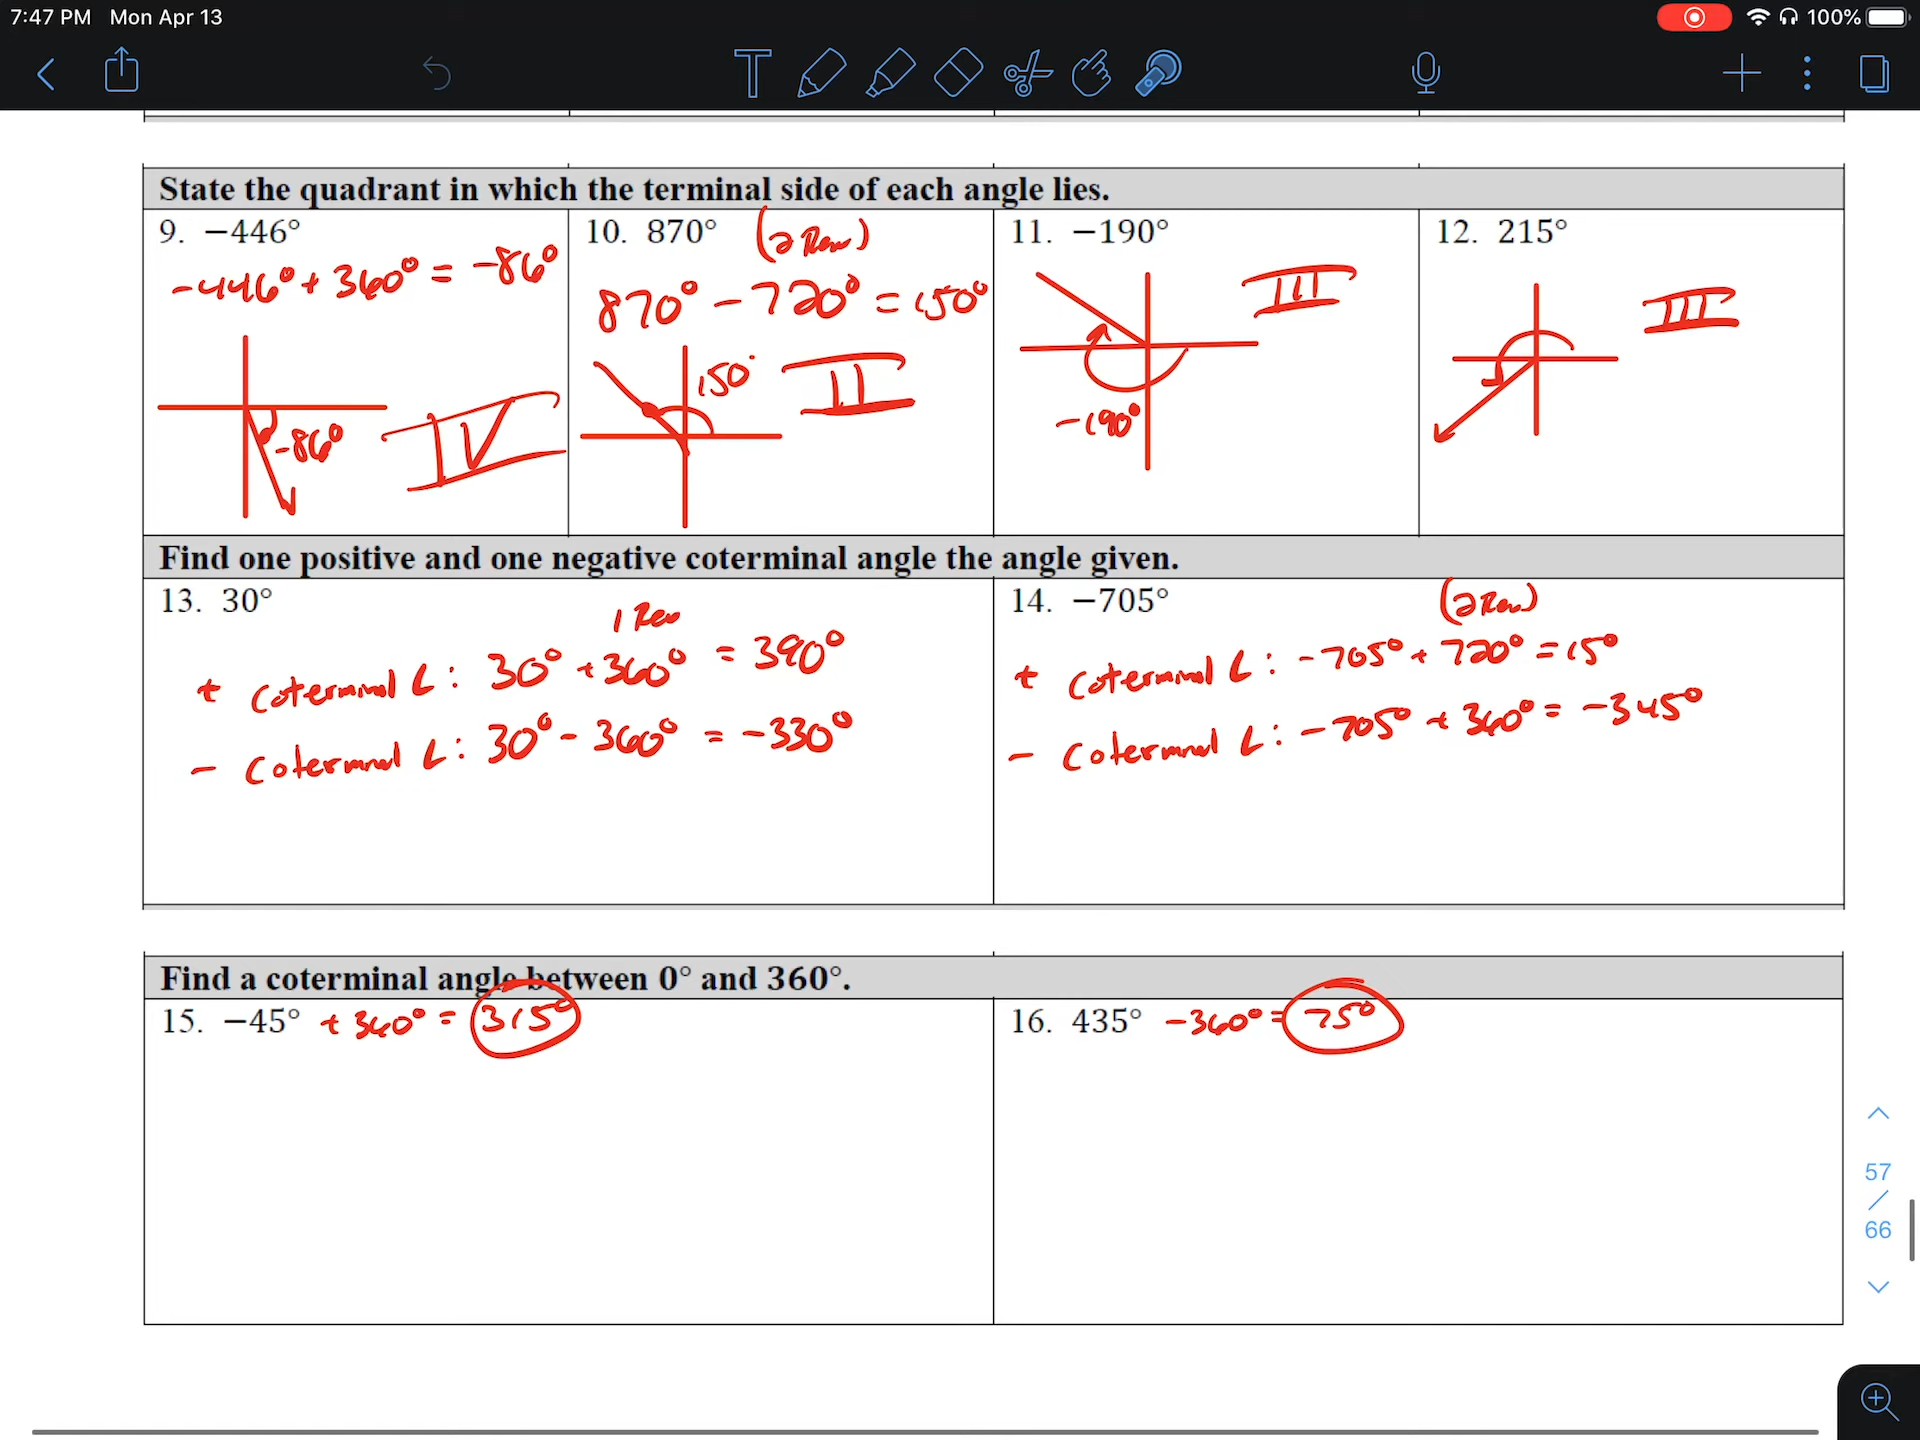 7:47 PM Mon Apr 13
100%
State the quadrant in which the terminal side of each angle lies.
9. −446°
-446° + 360° = -86°
-86°
IV
10. 870° (2 Rev)
870° - 720° = 150°
150°
II
11. −190°
III
-190°
12. 215°
III
Find one positive and one negative coterminal angle the angle given.
13. 30°
1 Rev
+ coterminal ∠: 30° + 360° = 390°
- coterminal ∠: 30° - 360° = -330°
14. −705°
(2 Rev)
+ coterminal ∠: -705° + 720° = 15°
- coterminal ∠: -705° + 360° = -345°
Find a coterminal angle between 0° and 360°.
15. −45° + 360° = 315°
16. 435° - 360° = 75°
57
/
66